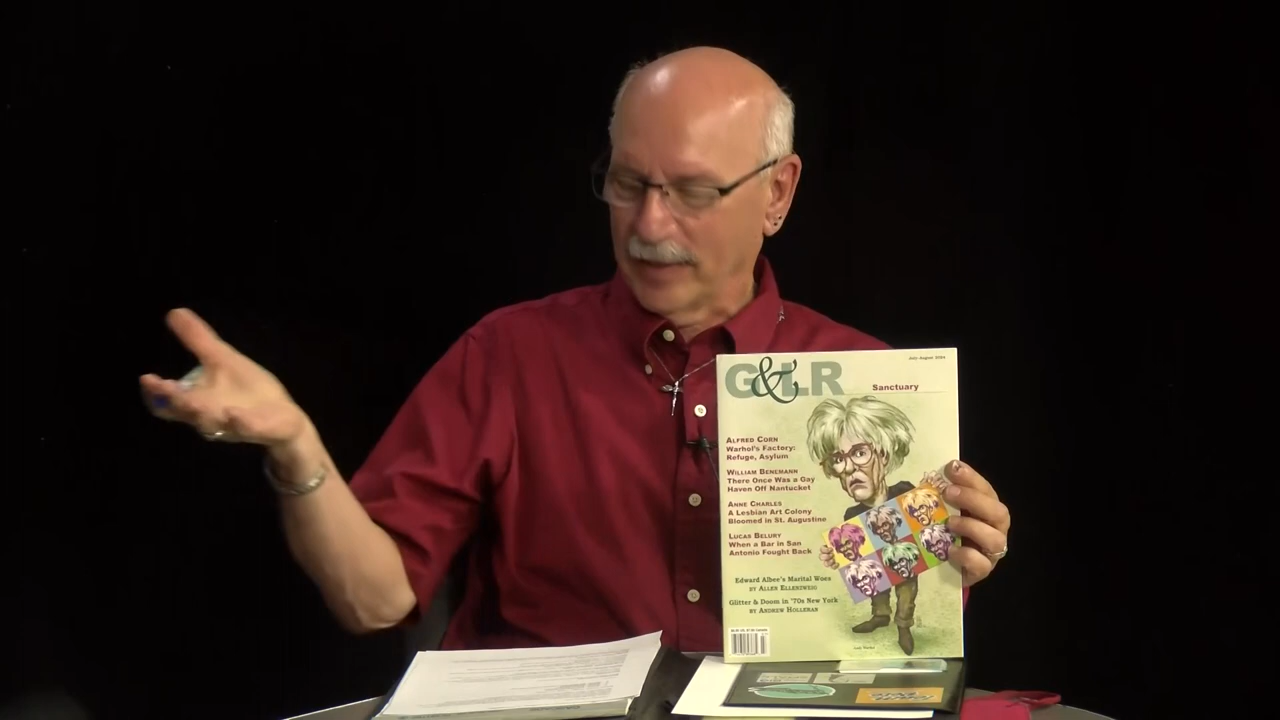 July-August 2024
G&LR
Sanctuary
ALFRED CORN
Warhol's Factory:
Refuge, Asylum
WILLIAM BENEMANN
There Once Was a Gay
Haven Off Nantucket
ANNE CHARLES
A Lesbian Art Colony
Bloomed in St. Augustine
LUCAS BELURY
When a Bar in San
Antonio Fought Back
Edward Albee's Marital Woes
BY ALLEN ELLENZWEIG
Glitter & Doom in '70s New York
BY ANDREW HOLLERAN